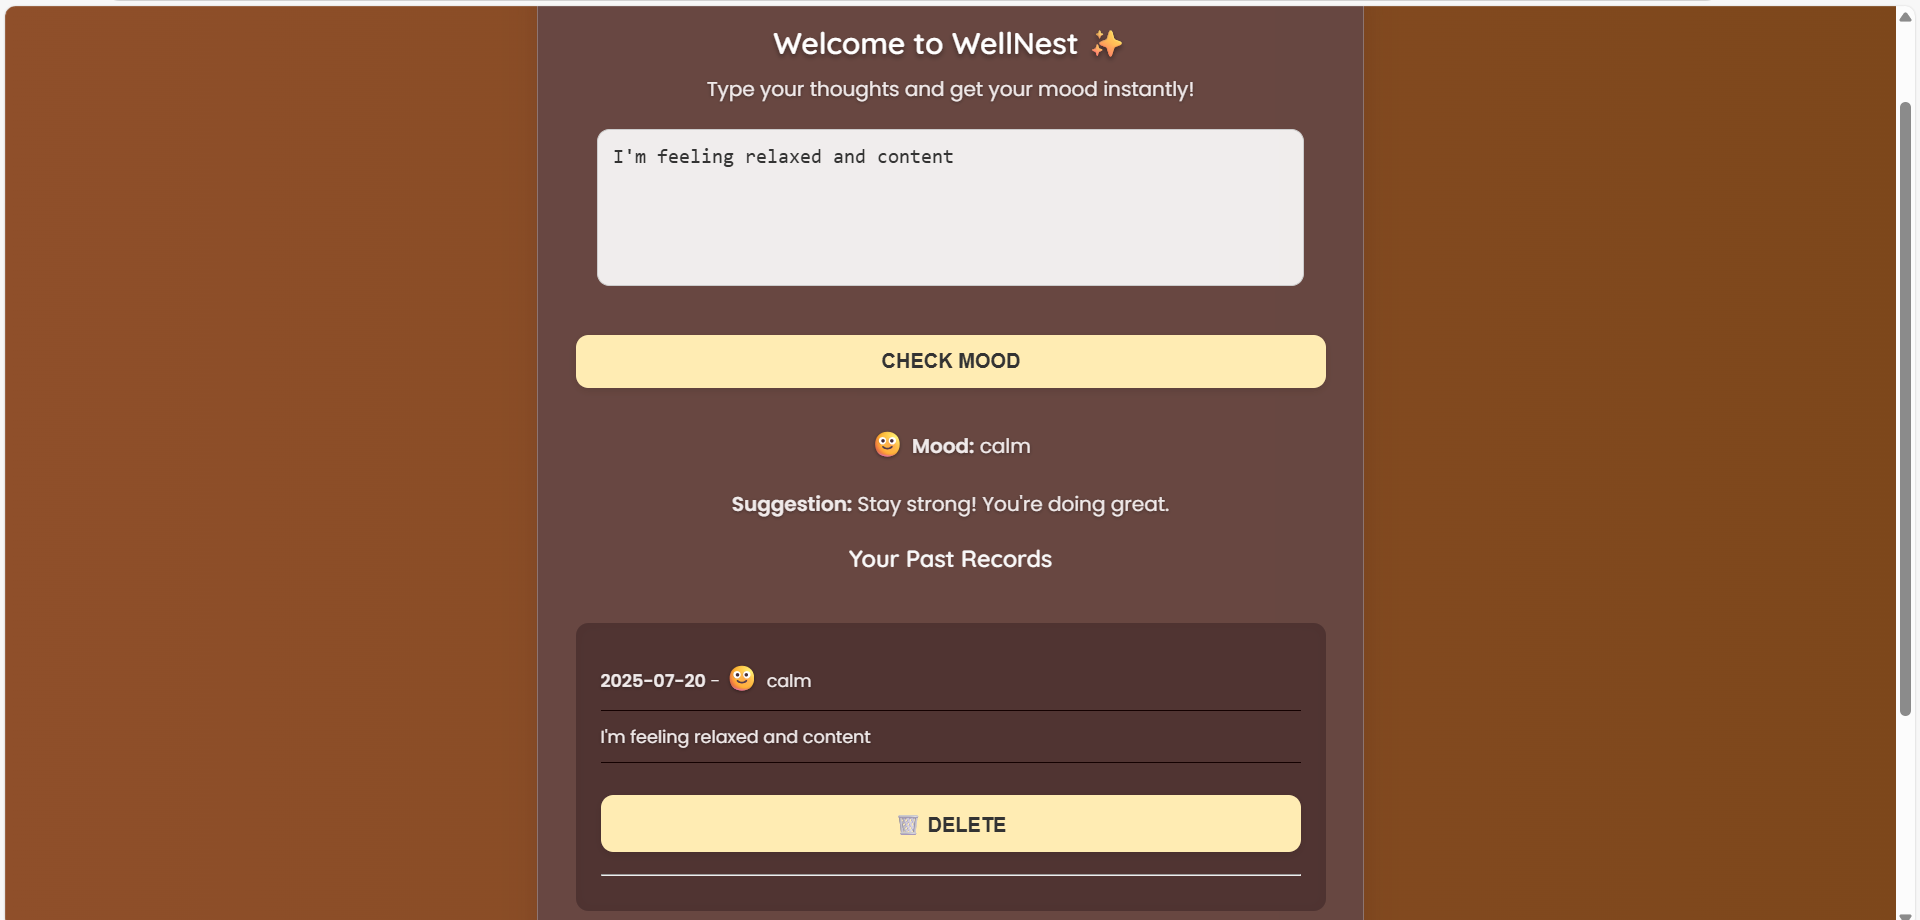 Welcome to WellNest ✨
Type your thoughts and get your mood instantly!
I'm feeling relaxed and content
CHECK MOOD
Mood: calm
Suggestion: Stay strong! You're doing great.
Your Past Records
2025-07-20 - calm
I'm feeling relaxed and content
DELETE